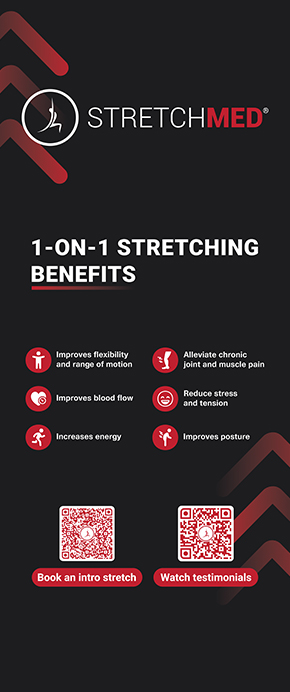 STRETCHMED®
1-ON-1 STRETCHING
BENEFITS
Improves flexibility
and range of motion
Alleviate chronic
joint and muscle pain
Improves blood flow
Reduce stress
and tension
Increases energy
Improves posture
Book an intro stretch
Watch testimonials